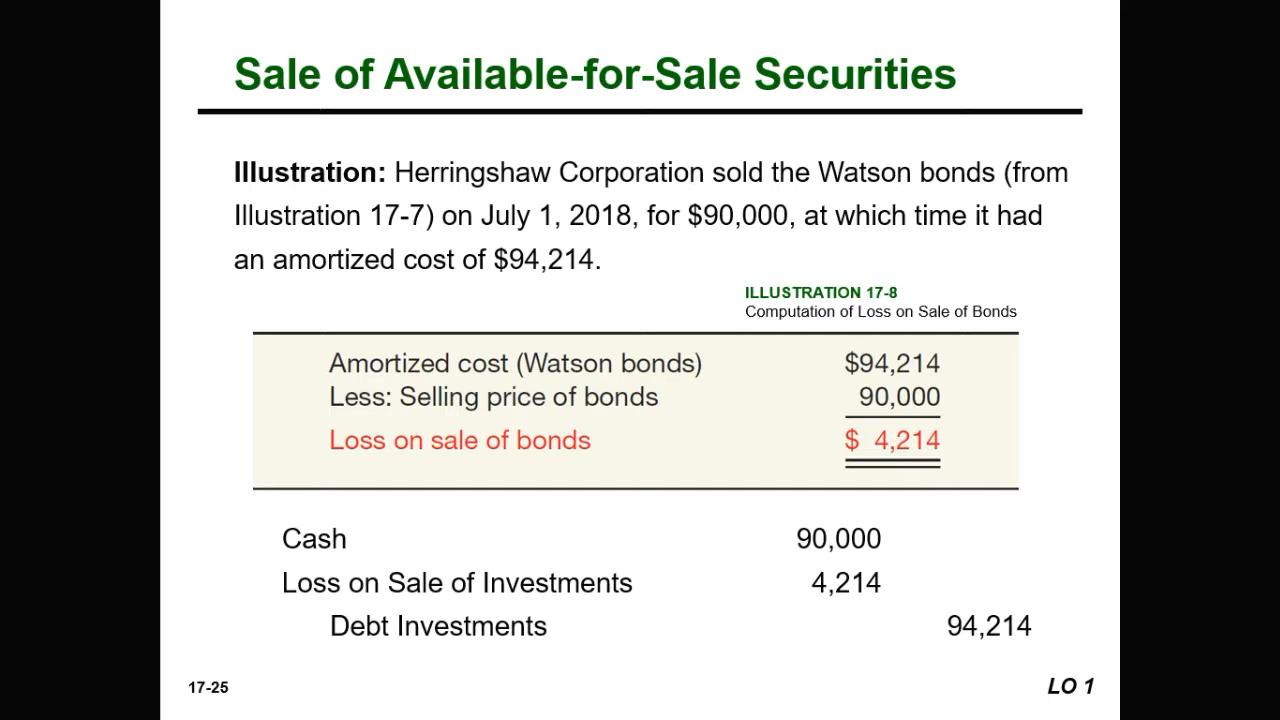 Sale of Available-for-Sale Securities
Illustration: Herringshaw Corporation sold the Watson bonds (from
Illustration 17-7) on July 1, 2018, for $90,000, at which time it had
an amortized cost of $94,214.
ILLUSTRATION 17-8
Computation of Loss on Sale of Bonds
Amortized cost (Watson bonds) $94,214
Less: Selling price of bonds 90,000
Loss on sale of bonds $ 4,214
Cash 90,000
Loss on Sale of Investments 4,214
Debt Investments 94,214
17-25 LO 1